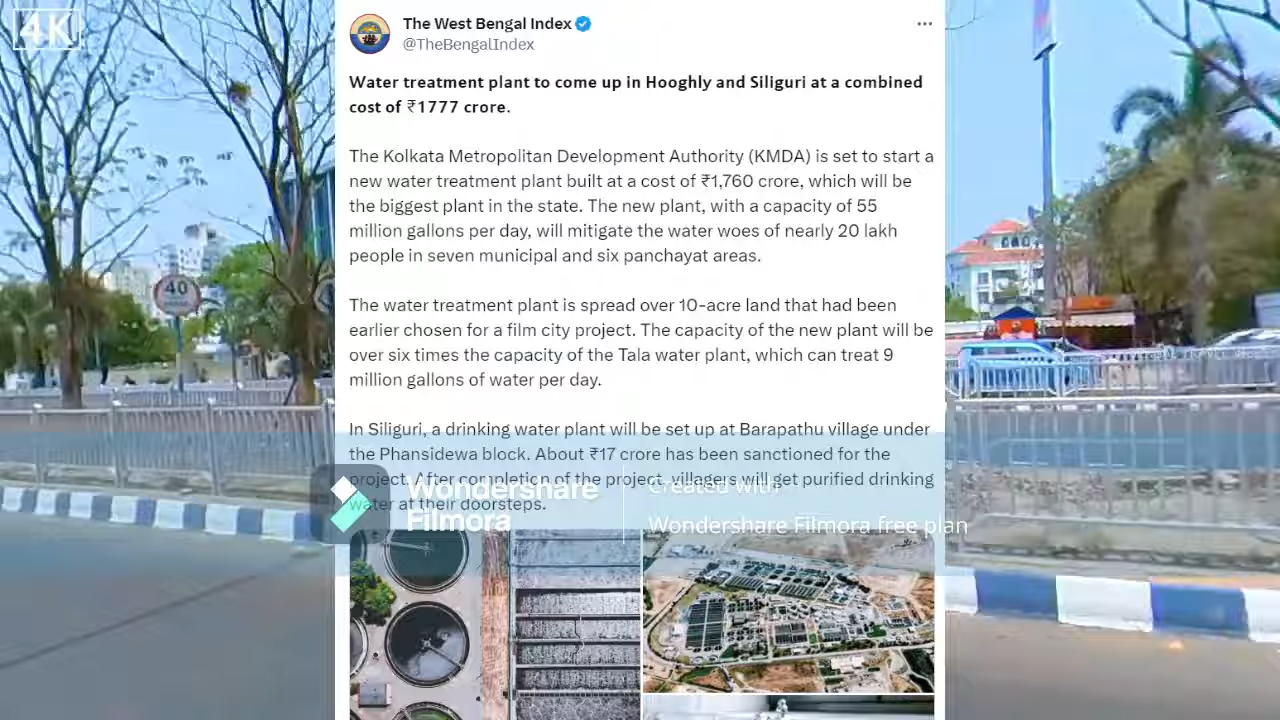 4K
The West Bengal Index
@TheBengalIndex
Water treatment plant to come up in Hooghly and Siliguri at a combined
cost of ₹1777 crore.
The Kolkata Metropolitan Development Authority (KMDA) is set to start a
new water treatment plant built at a cost of ₹1,760 crore, which will be
the biggest plant in the state. The new plant, with a capacity of 55
million gallons per day, will mitigate the water woes of nearly 20 lakh
people in seven municipal and six panchayat areas.
The water treatment plant is spread over 10-acre land that had been
earlier chosen for a film city project. The capacity of the new plant will be
over six times the capacity of the Tala water plant, which can treat 9
million gallons of water per day.
40
In Siliguri, a drinking water plant will be set up at Barapathu village under
the Phansidewa block. About ₹17 crore has been sanctioned for the
project. After completion of the project, villagers will get purified drinking
water at their doorsteps.
Wondershare
Filmora
Created with
Wondershare Filmora free plan